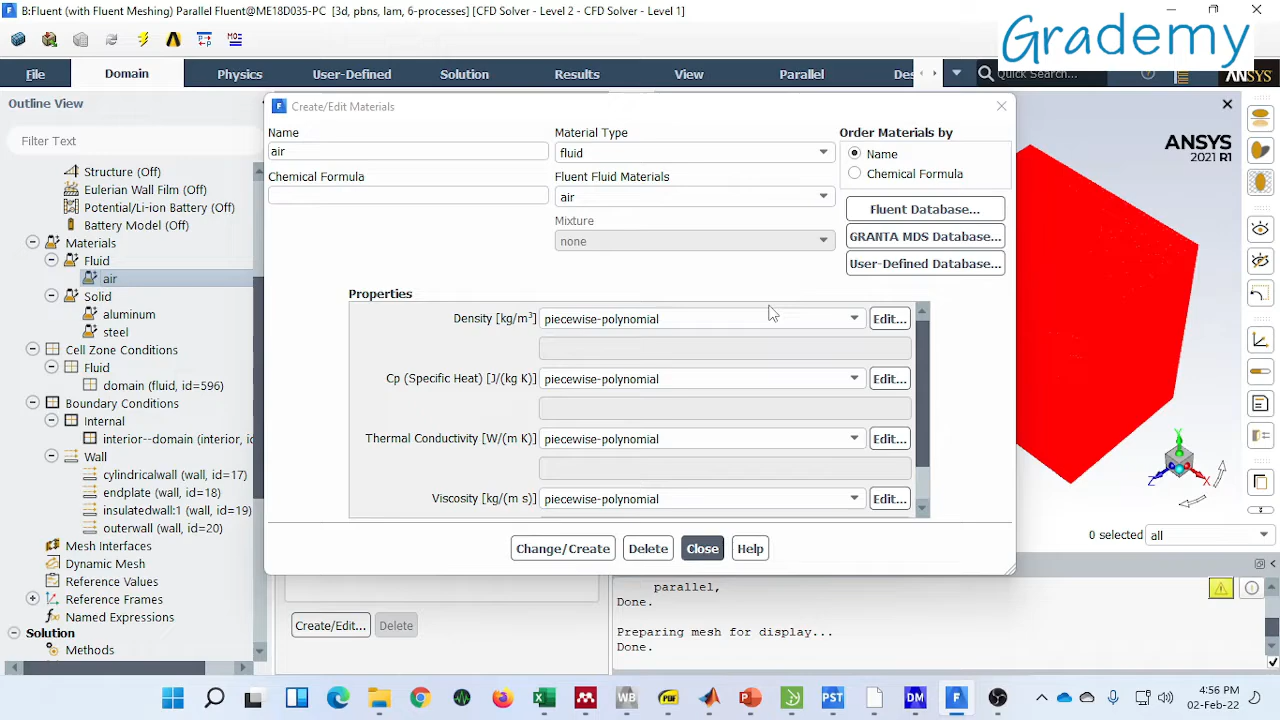 B:Fluent (with Fluent Meshing) Parallel Fluent@ME18D035-PC [3d, pbns, lam, 6-processes] [CFD Solver - Level 2 - CFD Solver - Level 1]
Grademy
File Domain Physics User-Defined Solution Results View Parallel
Quick Search...
ANSYS
Outline View
Filter Text
Structure (Off)
Eulerian Wall Film (Off)
Potential/Li-ion Battery (Off)
Battery Model (Off)
Materials
Fluid
air
Solid
aluminum
steel
Cell Zone Conditions
Fluid
domain (fluid, id=596)
Boundary Conditions
Internal
interior--domain (interior, i
Wall
cylindricalwall (wall, id=17)
endplate (wall, id=18)
insulatedwall:1 (wall, id=19)
outerwall (wall, id=20)
Mesh Interfaces
Dynamic Mesh
Reference Values
Reference Frames
Named Expressions
Solution
Methods
Create/Edit Materials
Name
air
Chemical Formula
Material Type
fluid
Fluent Fluid Materials
air
Mixture
none
Order Materials by
Name
Chemical Formula
Fluent Database...
GRANTA MDS Database...
User-Defined Database...
Properties
Density [kg/m³] piecewise-polynomial Edit...
Cp (Specific Heat) [J/(kg K)] piecewise-polynomial Edit...
Thermal Conductivity [W/(m K)] piecewise-polynomial Edit...
Viscosity [kg/(m s)] piecewise-polynomial Edit...
Change/Create Delete Close Help
Create/Edit... Delete
ANSYS
2021 R1
Y
Z
X
0 selected all
parallel,
Done.
Preparing mesh for display...
Done.
WB PDF PST DM F
4:56 PM
02-Feb-22